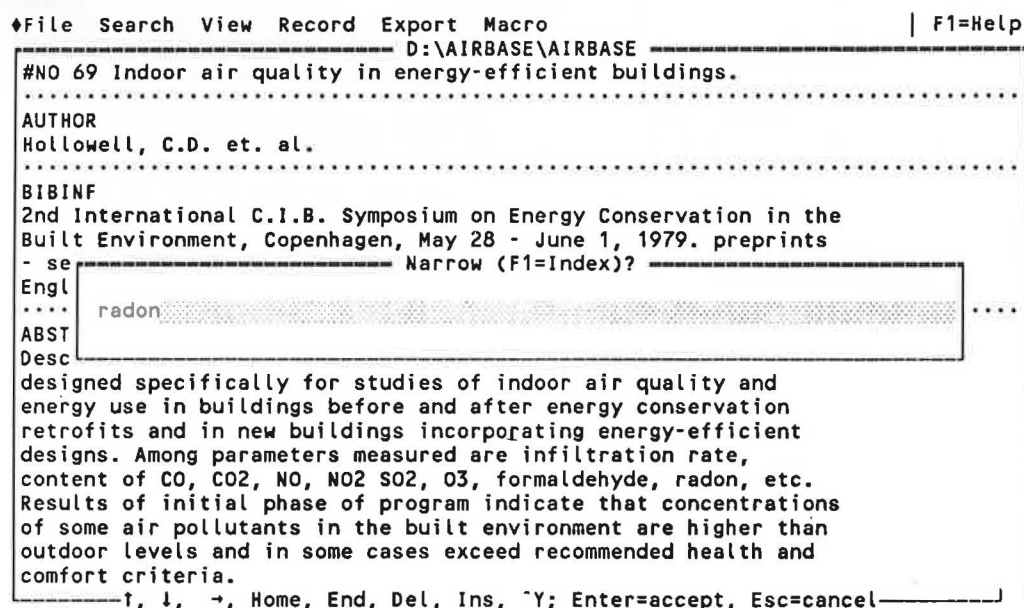 ♦File Search View Record Export Macro | F1=Help
D:\AIRBASE\AIRBASE
#NO 69 Indoor air quality in energy-efficient buildings.
AUTHOR
Hollowell, C.D. et. al.
BIBINF
2nd International C.I.B. Symposium on Energy Conservation in the
Built Environment, Copenhagen, May 28 - June 1, 1979. preprints
- se
Narrow (F1=Index)?
Engl
radon
ABST
Desc
designed specifically for studies of indoor air quality and
energy use in buildings before and after energy conservation
retrofits and in new buildings incorporating energy-efficient
designs. Among parameters measured are infiltration rate,
content of CO, CO2, NO, NO2 SO2, O3, formaldehyde, radon, etc.
Results of initial phase of program indicate that concentrations
of some air pollutants in the built environment are higher than
outdoor levels and in some cases exceed recommended health and
comfort criteria.
↑, ↓, →, Home, End, Del, Ins, ^Y; Enter=accept, Esc=cancel